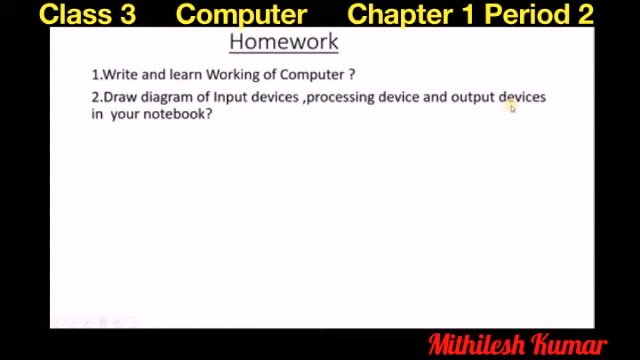 Class 3 Computer Chapter 1 Period 2
Homework
1.Write and learn Working of Computer ?
2.Draw diagram of Input devices ,processing device and output devices
in your notebook?
Mithilesh Kumar